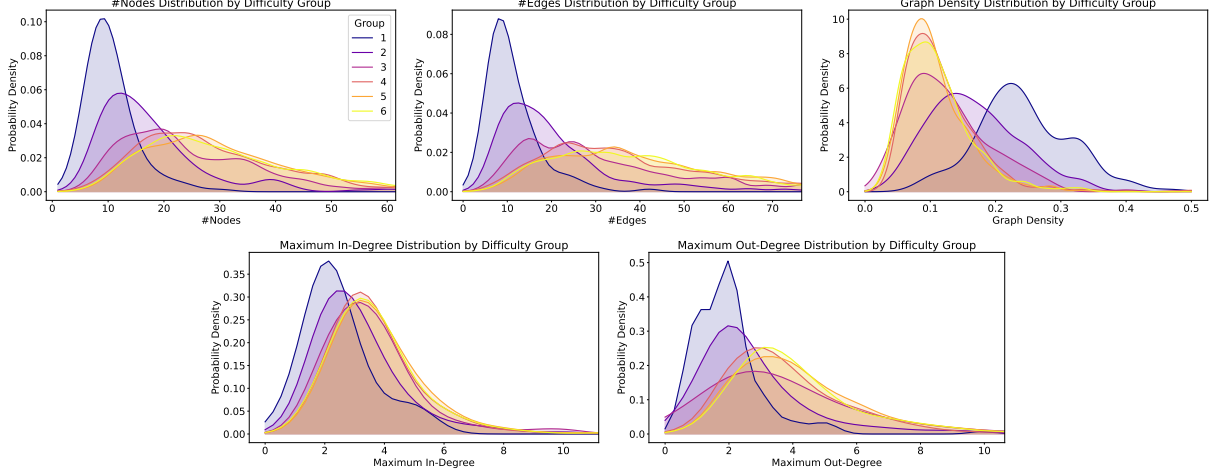 #Nodes Distribution by Difficulty Group
Probability Density
0.10
0.08
0.06
0.04
0.02
0.00
0 10 20 30 40 50 60
#Nodes
Group
1
2
3
4
5
6
#Edges Distribution by Difficulty Group
Probability Density
0.08
0.06
0.04
0.02
0.00
0 10 20 30 40 50 60 70
#Edges
Graph Density Distribution by Difficulty Group
Probability Density
10
8
6
4
2
0
0.0 0.1 0.2 0.3 0.4 0.5
Graph Density
Maximum In-Degree Distribution by Difficulty Group
Probability Density
0.35
0.30
0.25
0.20
0.15
0.10
0.05
0.00
0 2 4 6 8 10
Maximum In-Degree
Maximum Out-Degree Distribution by Difficulty Group
Probability Density
0.5
0.4
0.3
0.2
0.1
0.0
0 2 4 6 8 10
Maximum Out-Degree